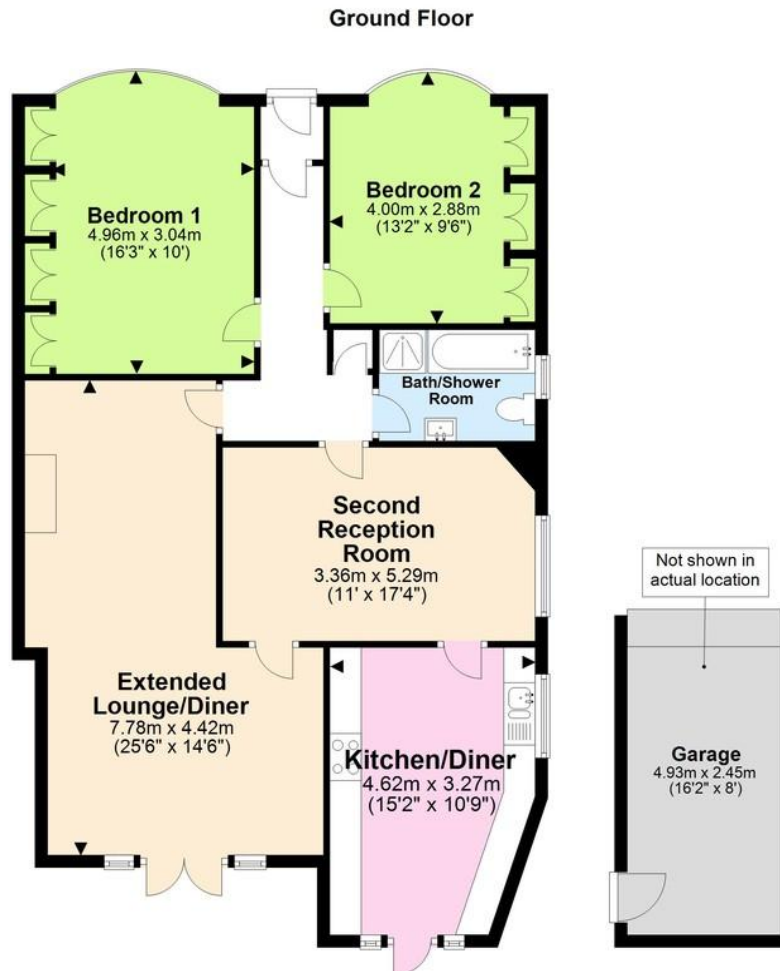 Ground Floor
Bedroom 1
4.96m x 3.04m
(16'3" x 10')
Bedroom 2
4.00m x 2.88m
(13'2" x 9'6")
Bath/Shower
Room
Second
Reception
Room
3.36m x 5.29m
(11' x 17'4")
Not shown in
actual location
Extended
Lounge/Diner
7.78m x 4.42m
(25'6" x 14'6")
Kitchen/Diner
4.62m x 3.27m
(15'2" x 10'9")
Garage
4.93m x 2.45m
(16'2" x 8')